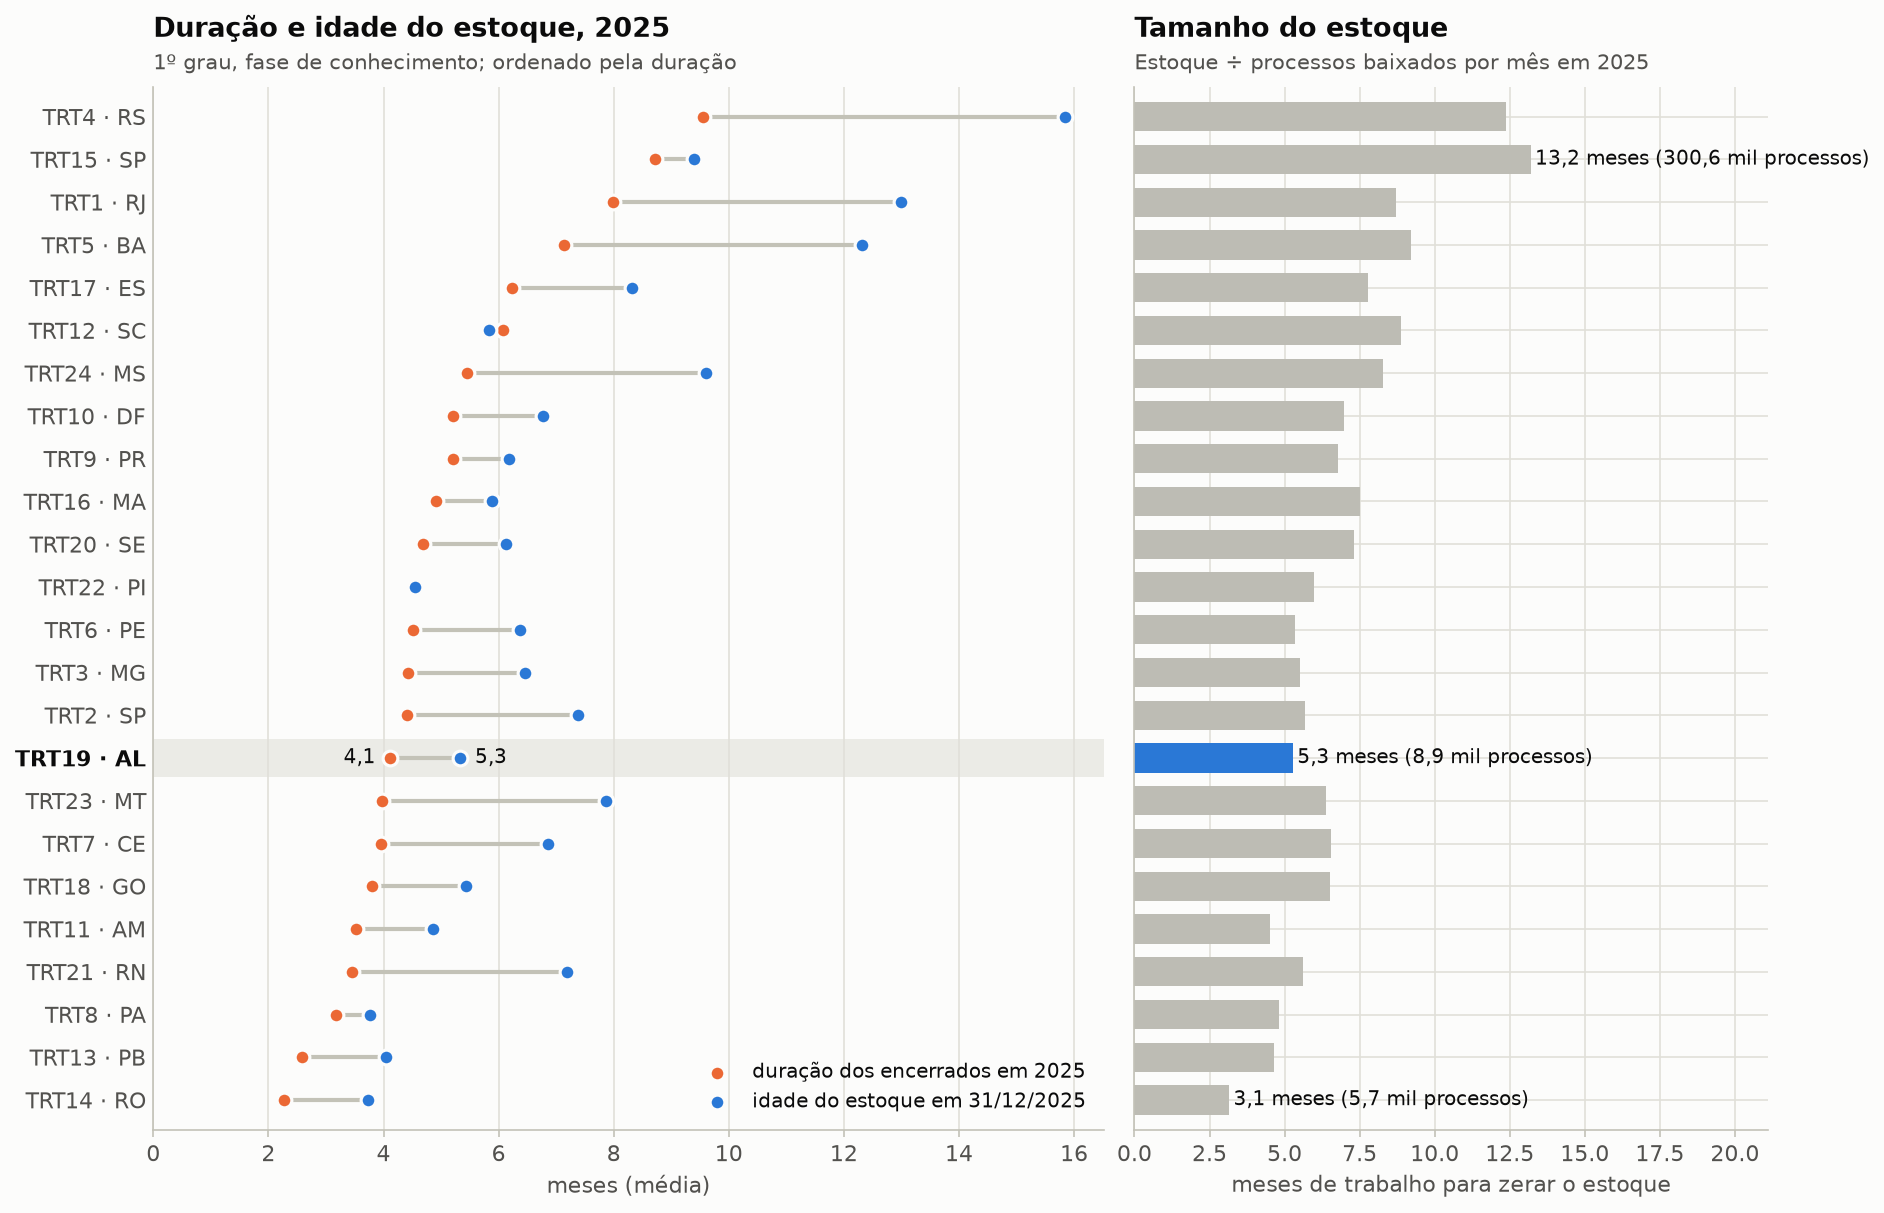 Duração e idade do estoque, 2025
1º grau, fase de conhecimento; ordenado pela duração
TRT4 · RS
TRT15 · SP
TRT1 · RJ
TRT5 · BA
TRT17 · ES
TRT12 · SC
TRT24 · MS
TRT10 · DF
TRT9 · PR
TRT16 · MA
TRT20 · SE
TRT22 · PI
TRT6 · PE
TRT3 · MG
TRT2 · SP
TRT19 · AL
4,1
5,3
TRT23 · MT
TRT7 · CE
TRT18 · GO
TRT11 · AM
TRT21 · RN
TRT8 · PA
TRT13 · PB
TRT14 · RO
duração dos encerrados em 2025
idade do estoque em 31/12/2025
0 2 4 6 8 10 12 14 16
meses (média)
Tamanho do estoque
Estoque ÷ processos baixados por mês em 2025
13,2 meses (300,6 mil processos)
5,3 meses (8,9 mil processos)
3,1 meses (5,7 mil processos)
0.0 2.5 5.0 7.5 10.0 12.5 15.0 17.5 20.0
meses de trabalho para zerar o estoque